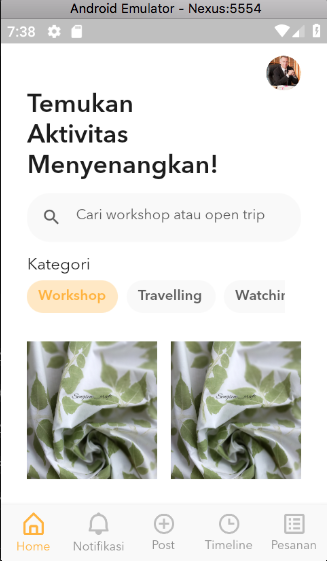 Android Emulator - Nexus:5554
7:38
Temukan
Aktivitas
Menyenangkan!
Cari workshop atau open trip
Kategori
Workshop Travelling Watchin
Home Notifikasi Post Timeline Pesanan